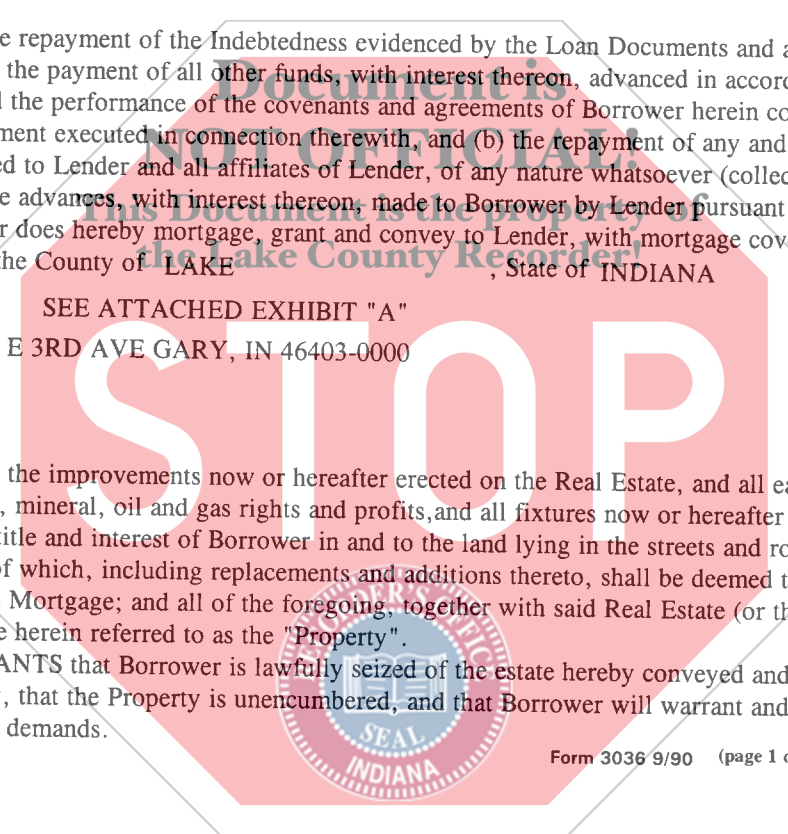 e repayment of the Indebtedness evidenced by the Loan Documents and a
the payment of all other funds, with interest thereon, advanced in accord
Document is
l the performance of the covenants and agreements of Borrower herein co
ment executed in connection therewith, and (b) the repayment of any and
NOT OFFICIAL!
ed to Lender and all affiliates of Lender, of any nature whatsoever (collec
e advances, with interest thereon, made to Borrower by Lender pursuant
This Document is the property of
r does hereby mortgage, grant and convey to Lender, with mortgage cove
the Lake County Recorder!
the County of LAKE , State of INDIANA
SEE ATTACHED EXHIBIT "A"
E 3RD AVE GARY, IN 46403-0000
STOP
the improvements now or hereafter erected on the Real Estate, and all ea
, mineral, oil and gas rights and profits,and all fixtures now or hereafter
title and interest of Borrower in and to the land lying in the streets and ro
of which, including replacements and additions thereto, shall be deemed t
Mortgage; and all of the foregoing, together with said Real Estate (or th
e herein referred to as the "Property".
ANTS that Borrower is lawfully seized of the estate hereby conveyed and
, that the Property is unencumbered, and that Borrower will warrant and
demands.
RECORDER'S OFFICE
SEAL
INDIANA
Form 3036 9/90 (page 1 o